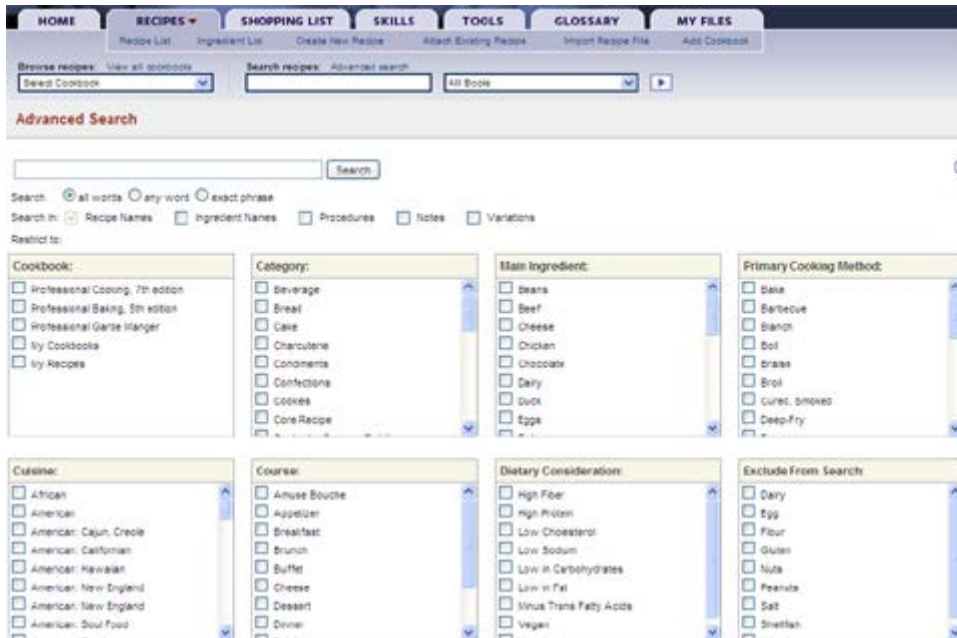 HOME RECIPES SHOPPING LIST SKILLS TOOLS GLOSSARY MY FILES
Recipe List Ingredient List Create New Recipe Attach Existing Recipe Import Recipe File Add Cookbook
Browse recipes: View all cookbooks Search recipes: Advanced search
Select Cookbook All Books
Advanced Search
Search
Search all words any word exact phrase
Search In: Recipe Names Ingredient Names Procedures Notes Variations
Restrict to:
Cookbook:
Professional Cooking, 7th edition
Professional Baking, 5th edition
Professional Garde Manger
My Cookbooks
My Recipes
Category:
Beverage
Bread
Cake
Charcuterie
Condiments
Confections
Cookies
Core Recipe
Main Ingredient:
Beans
Beef
Cheese
Chicken
Chocolate
Dairy
Duck
Eggs
Primary Cooking Method:
Bake
Barbecue
Blanch
Boil
Braise
Broil
Cured, Smoked
Deep-Fry
Cuisine:
African
American
American: Cajun, Creole
American: Californian
American: Hawaiian
American: New England
American: New England
American: Soul Food
Course:
Amuse Bouche
Appetizer
Breakfast
Brunch
Buffet
Cheese
Dessert
Dinner
Dietary Consideration:
High Fiber
High Protein
Low Cholesterol
Low Sodium
Low in Carbohydrates
Low in Fat
Minus Trans Fatty Acids
Vegan
Exclude From Search:
Dairy
Egg
Flour
Gluten
Nuts
Peanuts
Salt
Shellfish